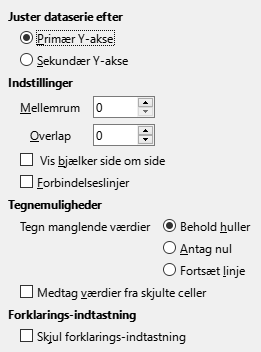 Juster dataserie efter
Primær Y-akse
Sekundær Y-akse
Indstillinger
Mellemrum 0
Overlap 0
Vis bjælker side om side
Forbindelseslinjer
Tegnemuligheder
Tegn manglende værdier Behold huller
Antag nul
Fortsæt linje
Medtag værdier fra skjulte celler
Forklarings-indtastning
Skjul forklarings-indtastning